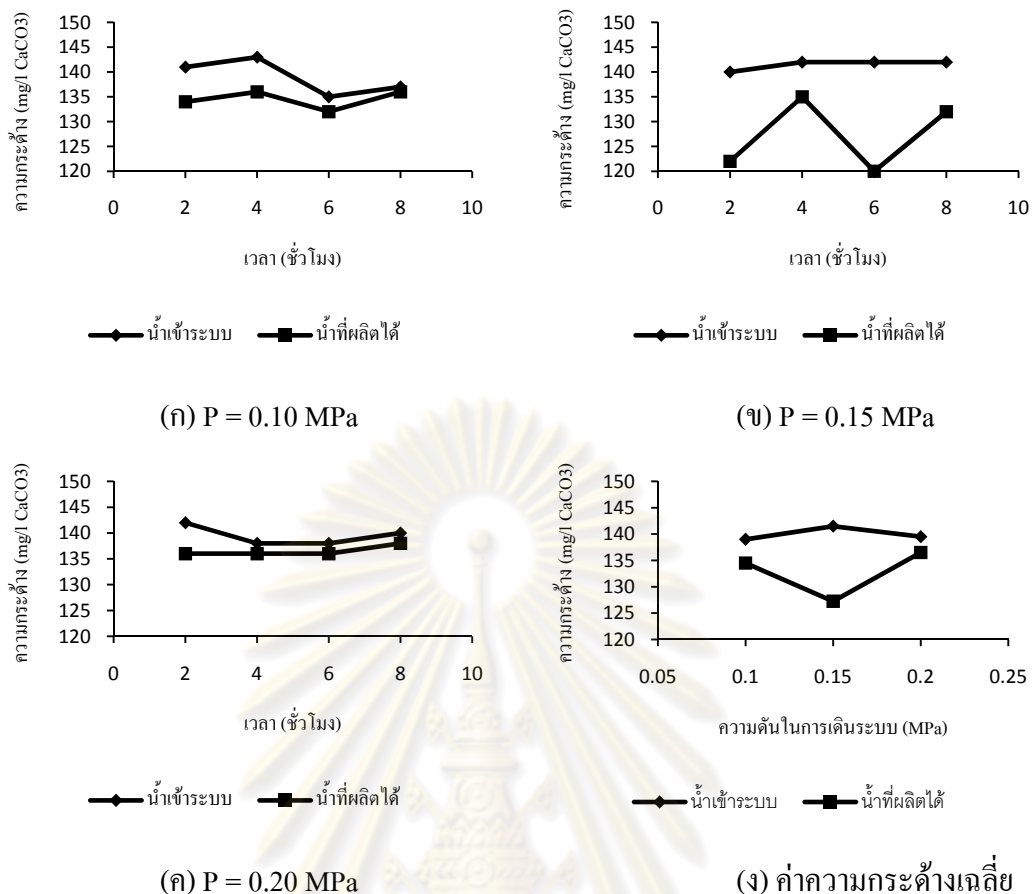 ความกระด้าง (mg/l CaCO3)
150
145
140
135
130
125
120
0 2 4 6 8 10
เวลา (ชั่วโมง)
น้ำเข้าระบบ น้ำที่ผลิตได้
(ก) P = 0.10 MPa
ความกระด้าง (mg/l CaCO3)
150
145
140
135
130
125
120
0 2 4 6 8 10
เวลา (ชั่วโมง)
น้ำเข้าระบบ น้ำที่ผลิตได้
(ข) P = 0.15 MPa
ความกระด้าง (mg/l CaCO3)
150
145
140
135
130
125
120
0 2 4 6 8 10
เวลา (ชั่วโมง)
น้ำเข้าระบบ น้ำที่ผลิตได้
(ค) P = 0.20 MPa
ความกระด้าง (mg/l CaCO3)
150
145
140
135
130
125
120
0.05 0.1 0.15 0.2 0.25
ความดันในการเดินระบบ (MPa)
น้ำเข้าระบบ น้ำที่ผลิตได้
(ง) ค่าความกระด้างเฉลี่ย